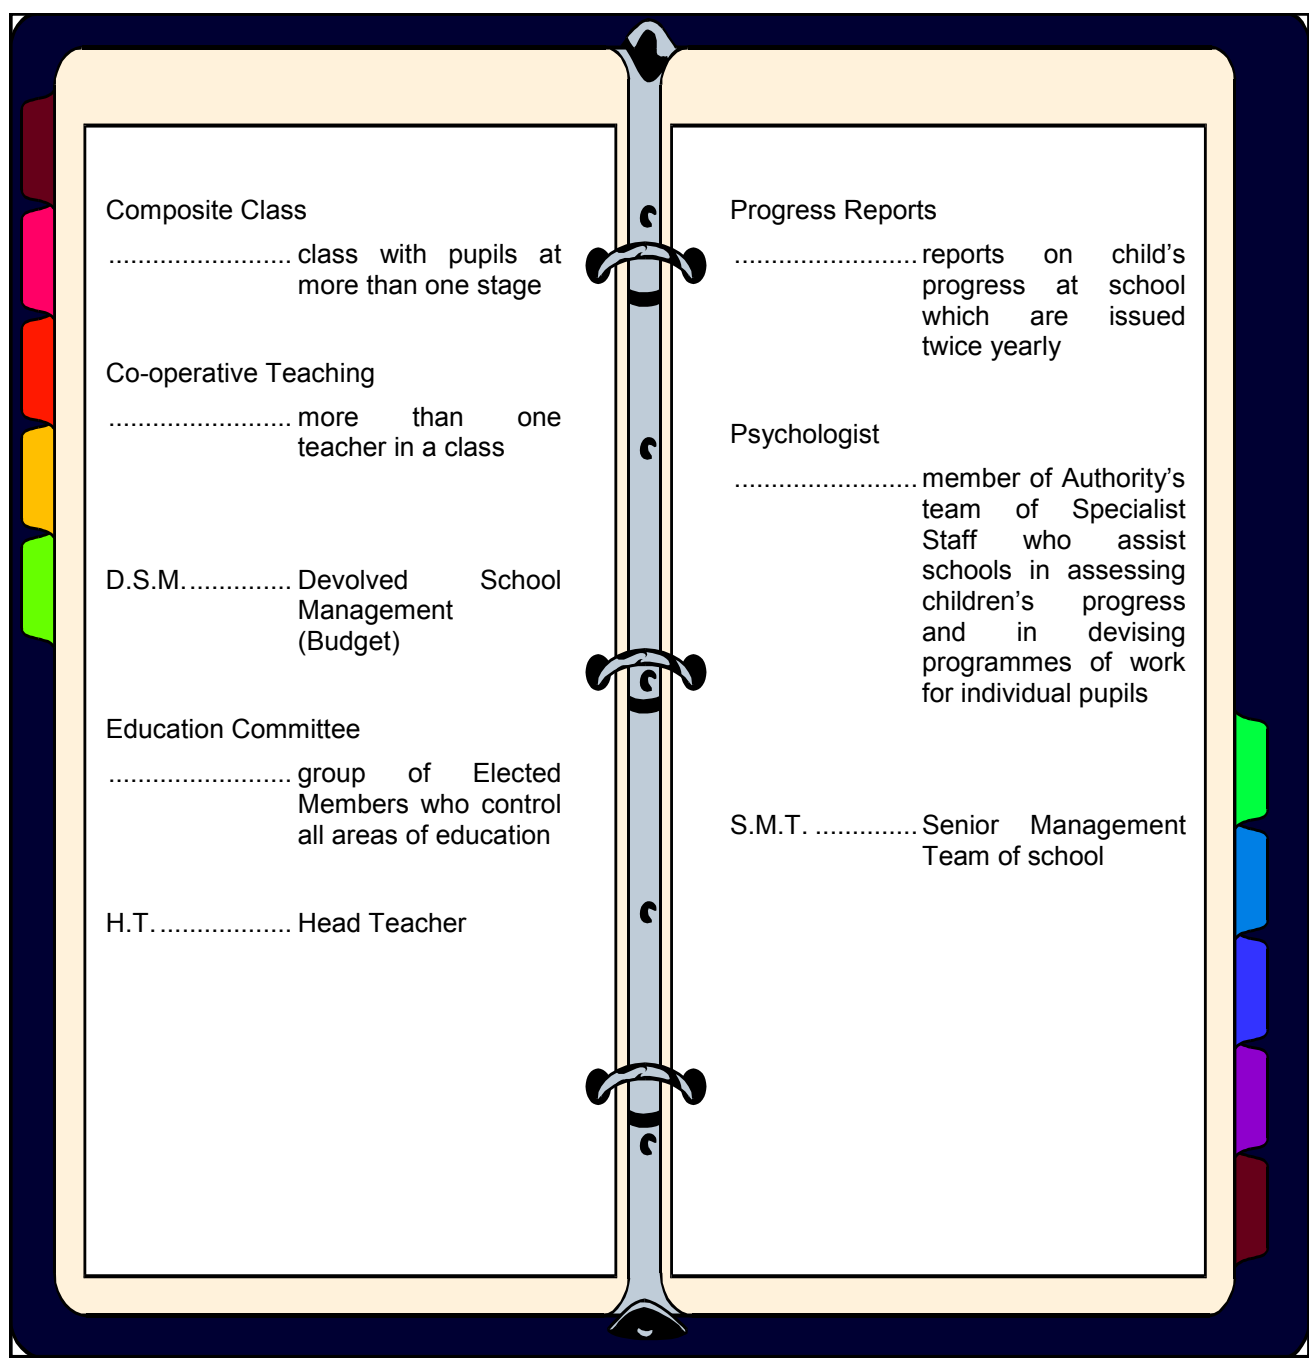 Composite Class
......................... class with pupils at
more than one stage
Co-operative Teaching
......................... more than one
teacher in a class
D.S.M. .............. Devolved School
Management
(Budget)
Education Committee
......................... group of Elected
Members who control
all areas of education
H.T. .................. Head Teacher
Progress Reports
......................... reports on child's
progress at school
which are issued
twice yearly
Psychologist
......................... member of Authority's
team of Specialist
Staff who assist
schools in assessing
children's progress
and in devising
programmes of work
for individual pupils
S.M.T. .............. Senior Management
Team of school